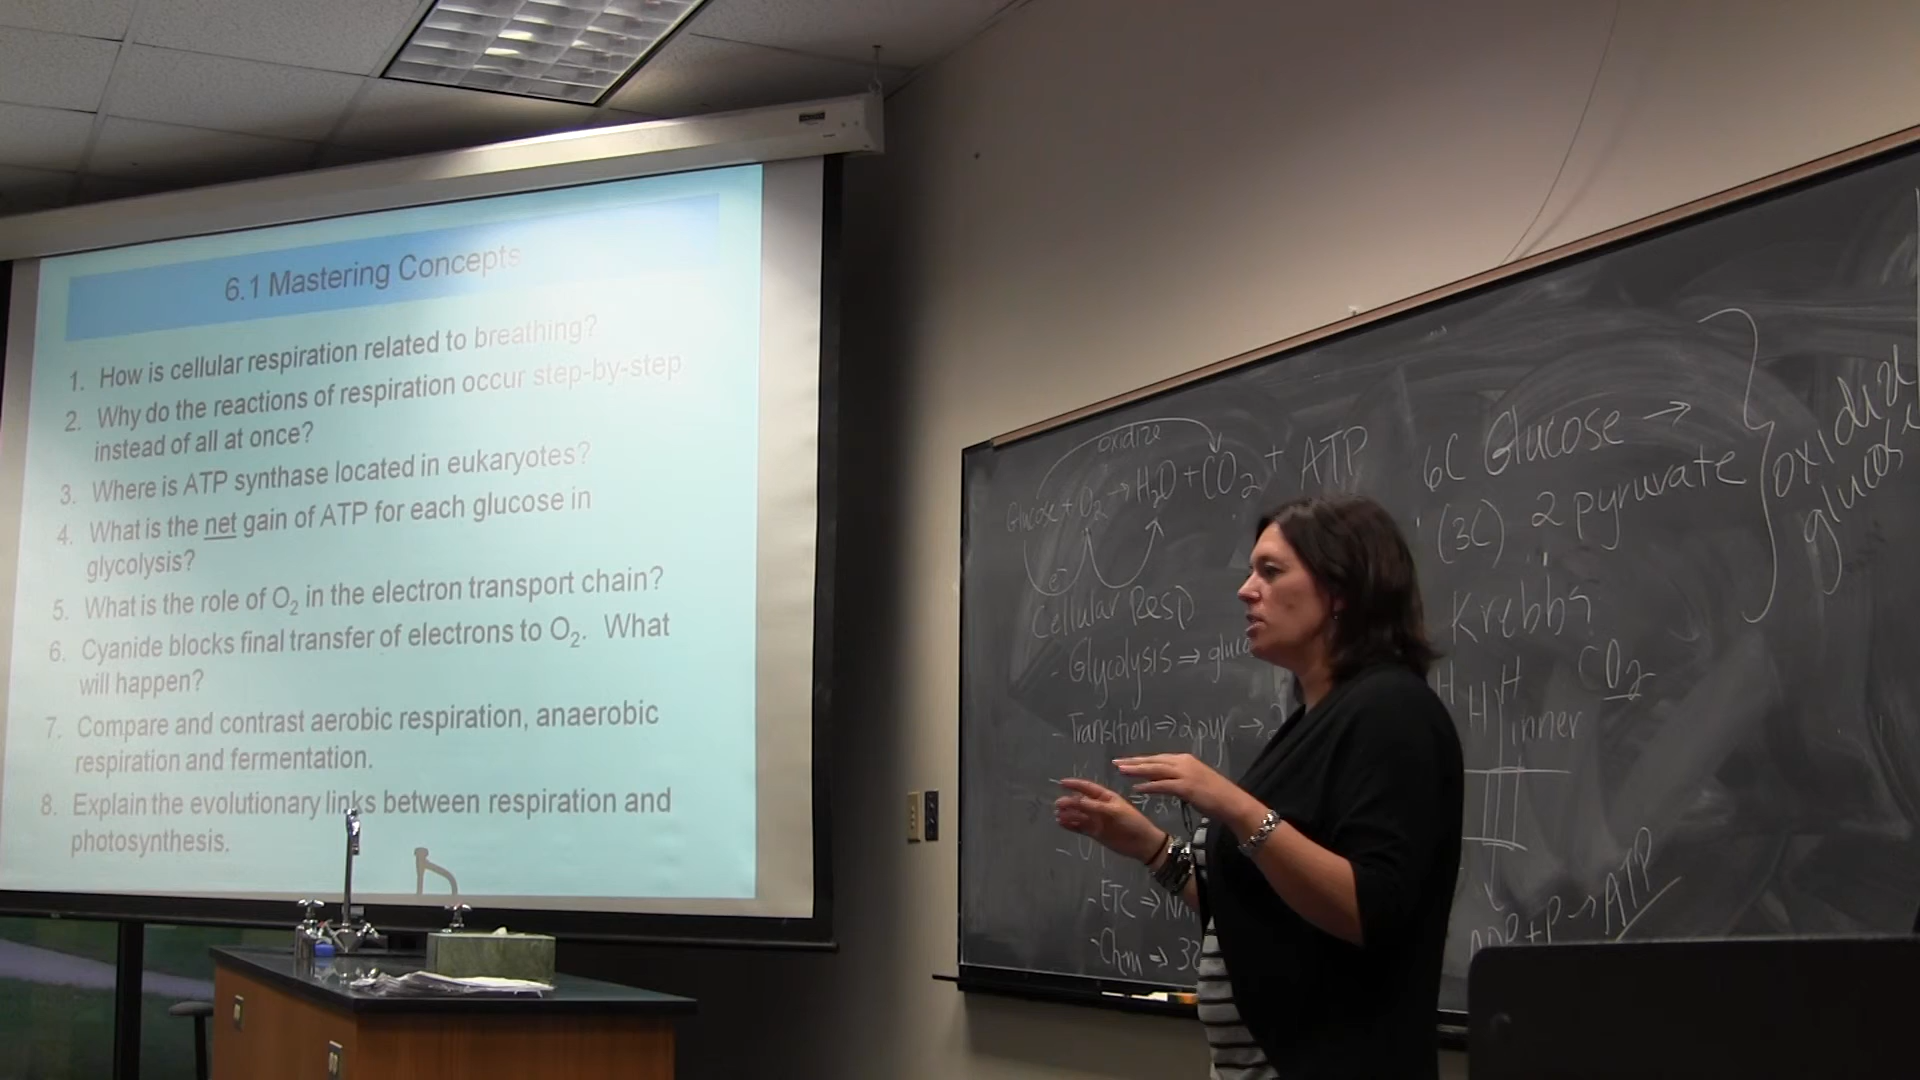 6.1 Mastering Concepts
1. How is cellular respiration related to breathing?
2. Why do the reactions of respiration occur step-by-step
instead of all at once?
3. Where is ATP synthase located in eukaryotes?
4. What is the net gain of ATP for each glucose in
glycolysis?
5. What is the role of O2 in the electron transport chain?
6. Cyanide blocks final transfer of electrons to O2. What
will happen?
7. Compare and contrast aerobic respiration, anaerobic
respiration and fermentation.
8. Explain the evolutionary links between respiration and
photosynthesis.
oxidize
Glucose + O2 → H2O + CO2 + ATP
e-
Cellular Resp
- Glycolysis ⇒
- Transition ⇒ 2 pyr. →
- ETC ⇒
- Chm ⇒ 32
6C Glucose →
(3C) 2 pyruvate
oxidize
glucose
Krebbs
CO2
H H H
inner
ADP + P → ATP